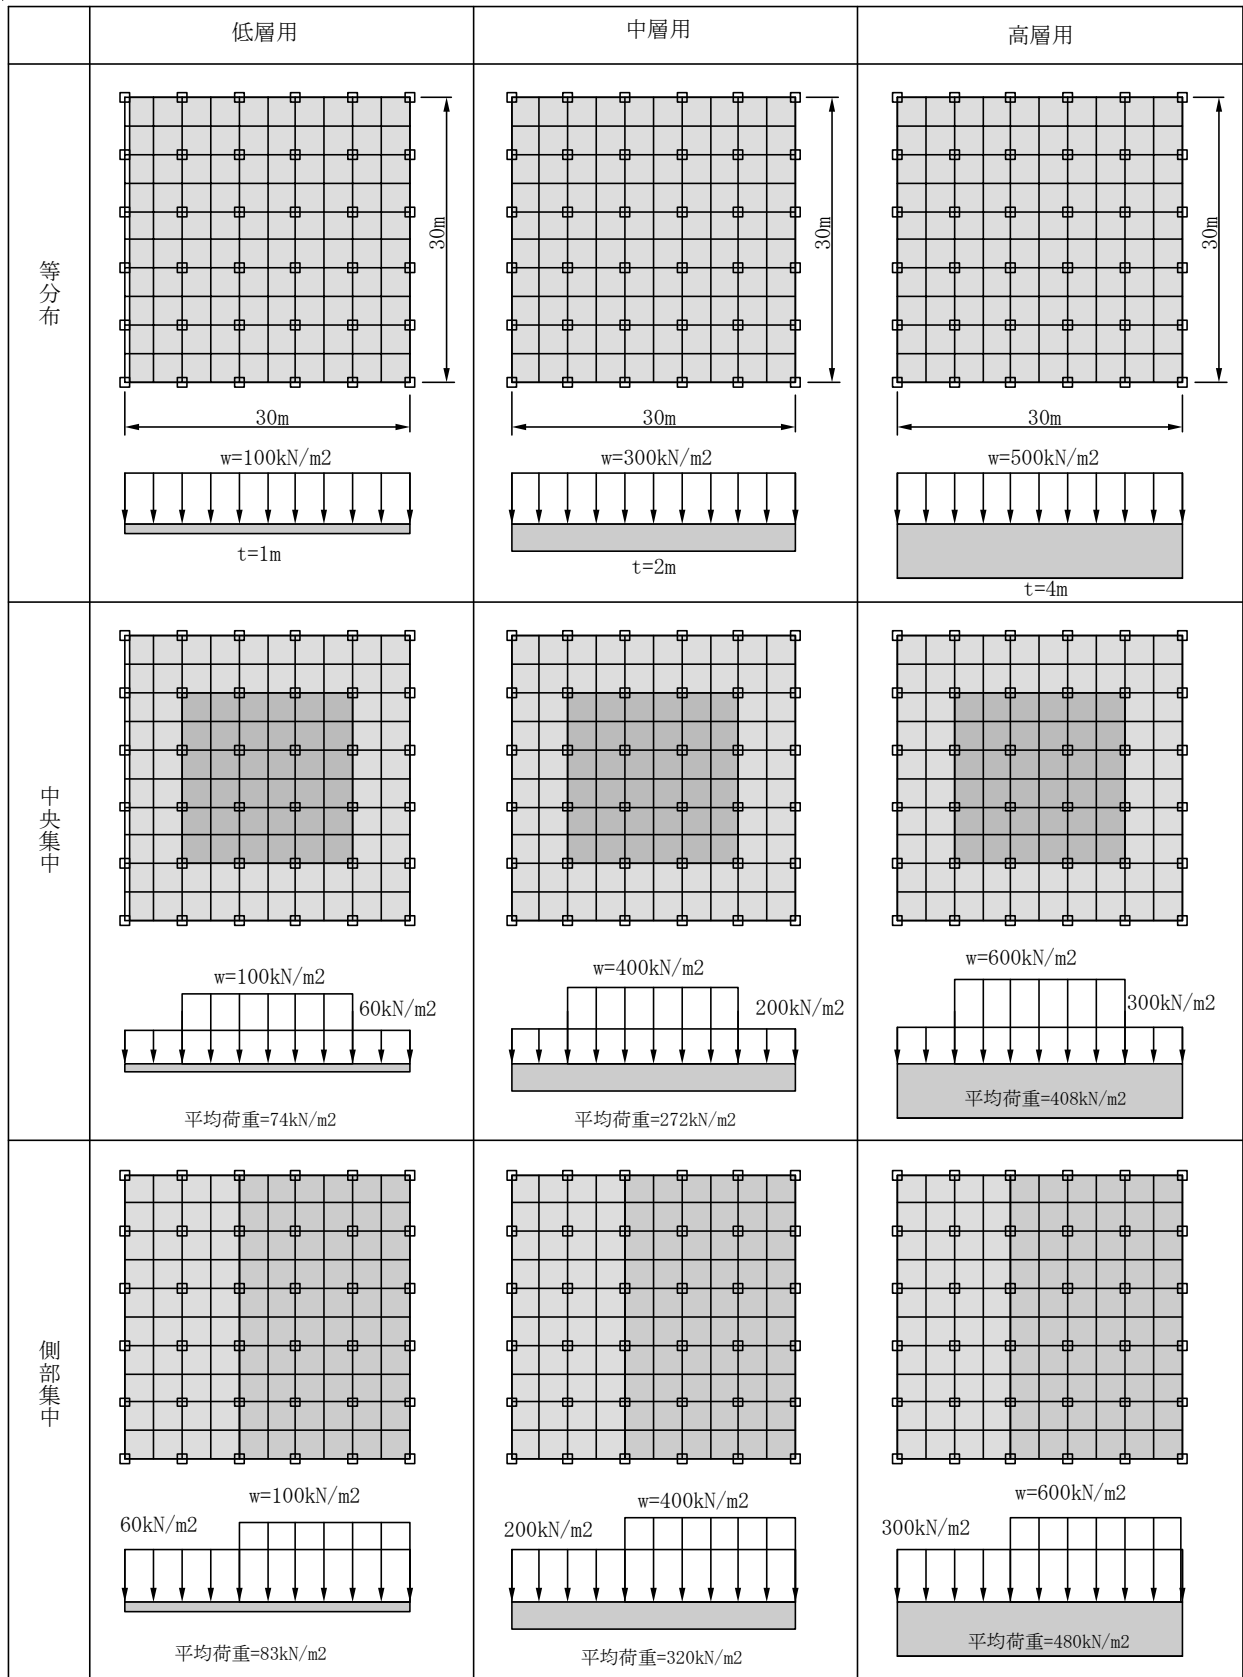 低層用
中層用
高層用
等分布
30m
30m
w=100kN/m2
t=1m
30m
30m
w=300kN/m2
t=2m
30m
30m
w=500kN/m2
t=4m
中央集中
w=100kN/m2
60kN/m2
平均荷重=74kN/m2
w=400kN/m2
200kN/m2
平均荷重=272kN/m2
w=600kN/m2
300kN/m2
平均荷重=408kN/m2
側部集中
w=100kN/m2
60kN/m2
平均荷重=83kN/m2
w=400kN/m2
200kN/m2
平均荷重=320kN/m2
w=600kN/m2
300kN/m2
平均荷重=480kN/m2